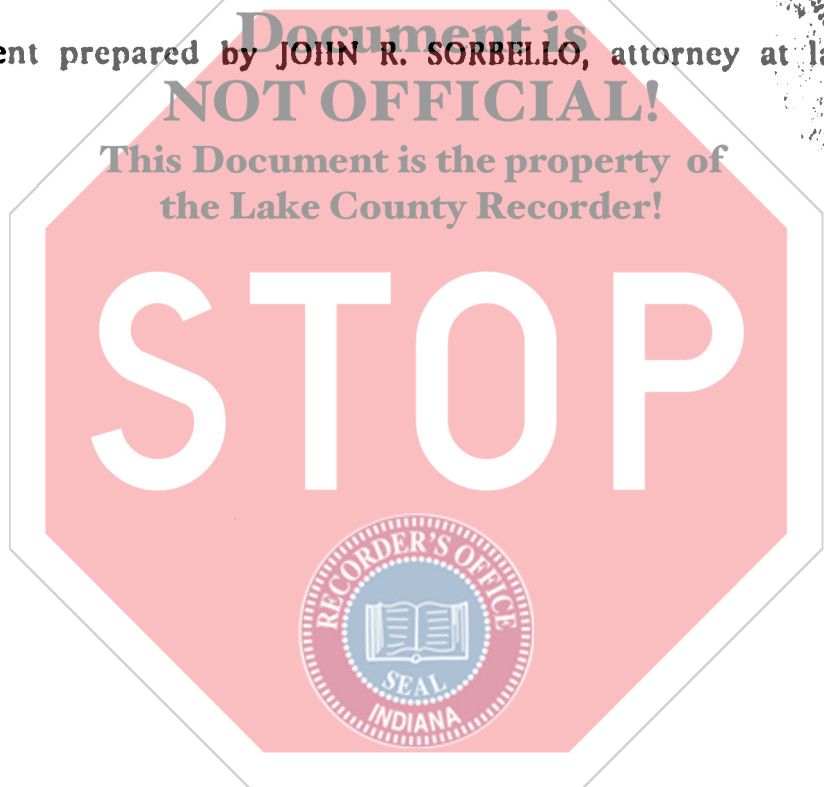 Document is
ent prepared by JOHN R. SORBELLO, attorney at la
NOT OFFICIAL!
This Document is the property of
the Lake County Recorder!
STOP
RECORDER'S OFFICE
SEAL
INDIANA